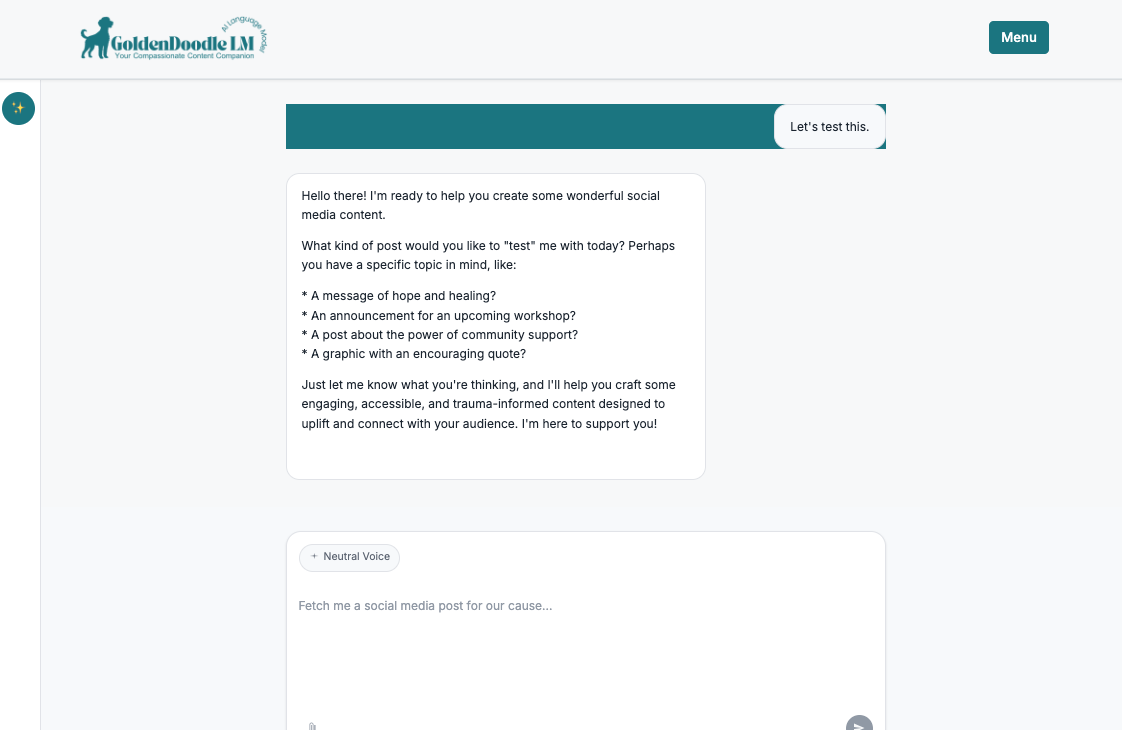 AI Language Model
GoldenDoodle LM
Your Compassionate Content Companion
Menu
Let's test this.
Hello there! I'm ready to help you create some wonderful social
media content.
What kind of post would you like to "test" me with today? Perhaps
you have a specific topic in mind, like:
* A message of hope and healing?
* An announcement for an upcoming workshop?
* A post about the power of community support?
* A graphic with an encouraging quote?
Just let me know what you're thinking, and I'll help you craft some
engaging, accessible, and trauma-informed content designed to
uplift and connect with your audience. I'm here to support you!
Neutral Voice
Fetch me a social media post for our cause...